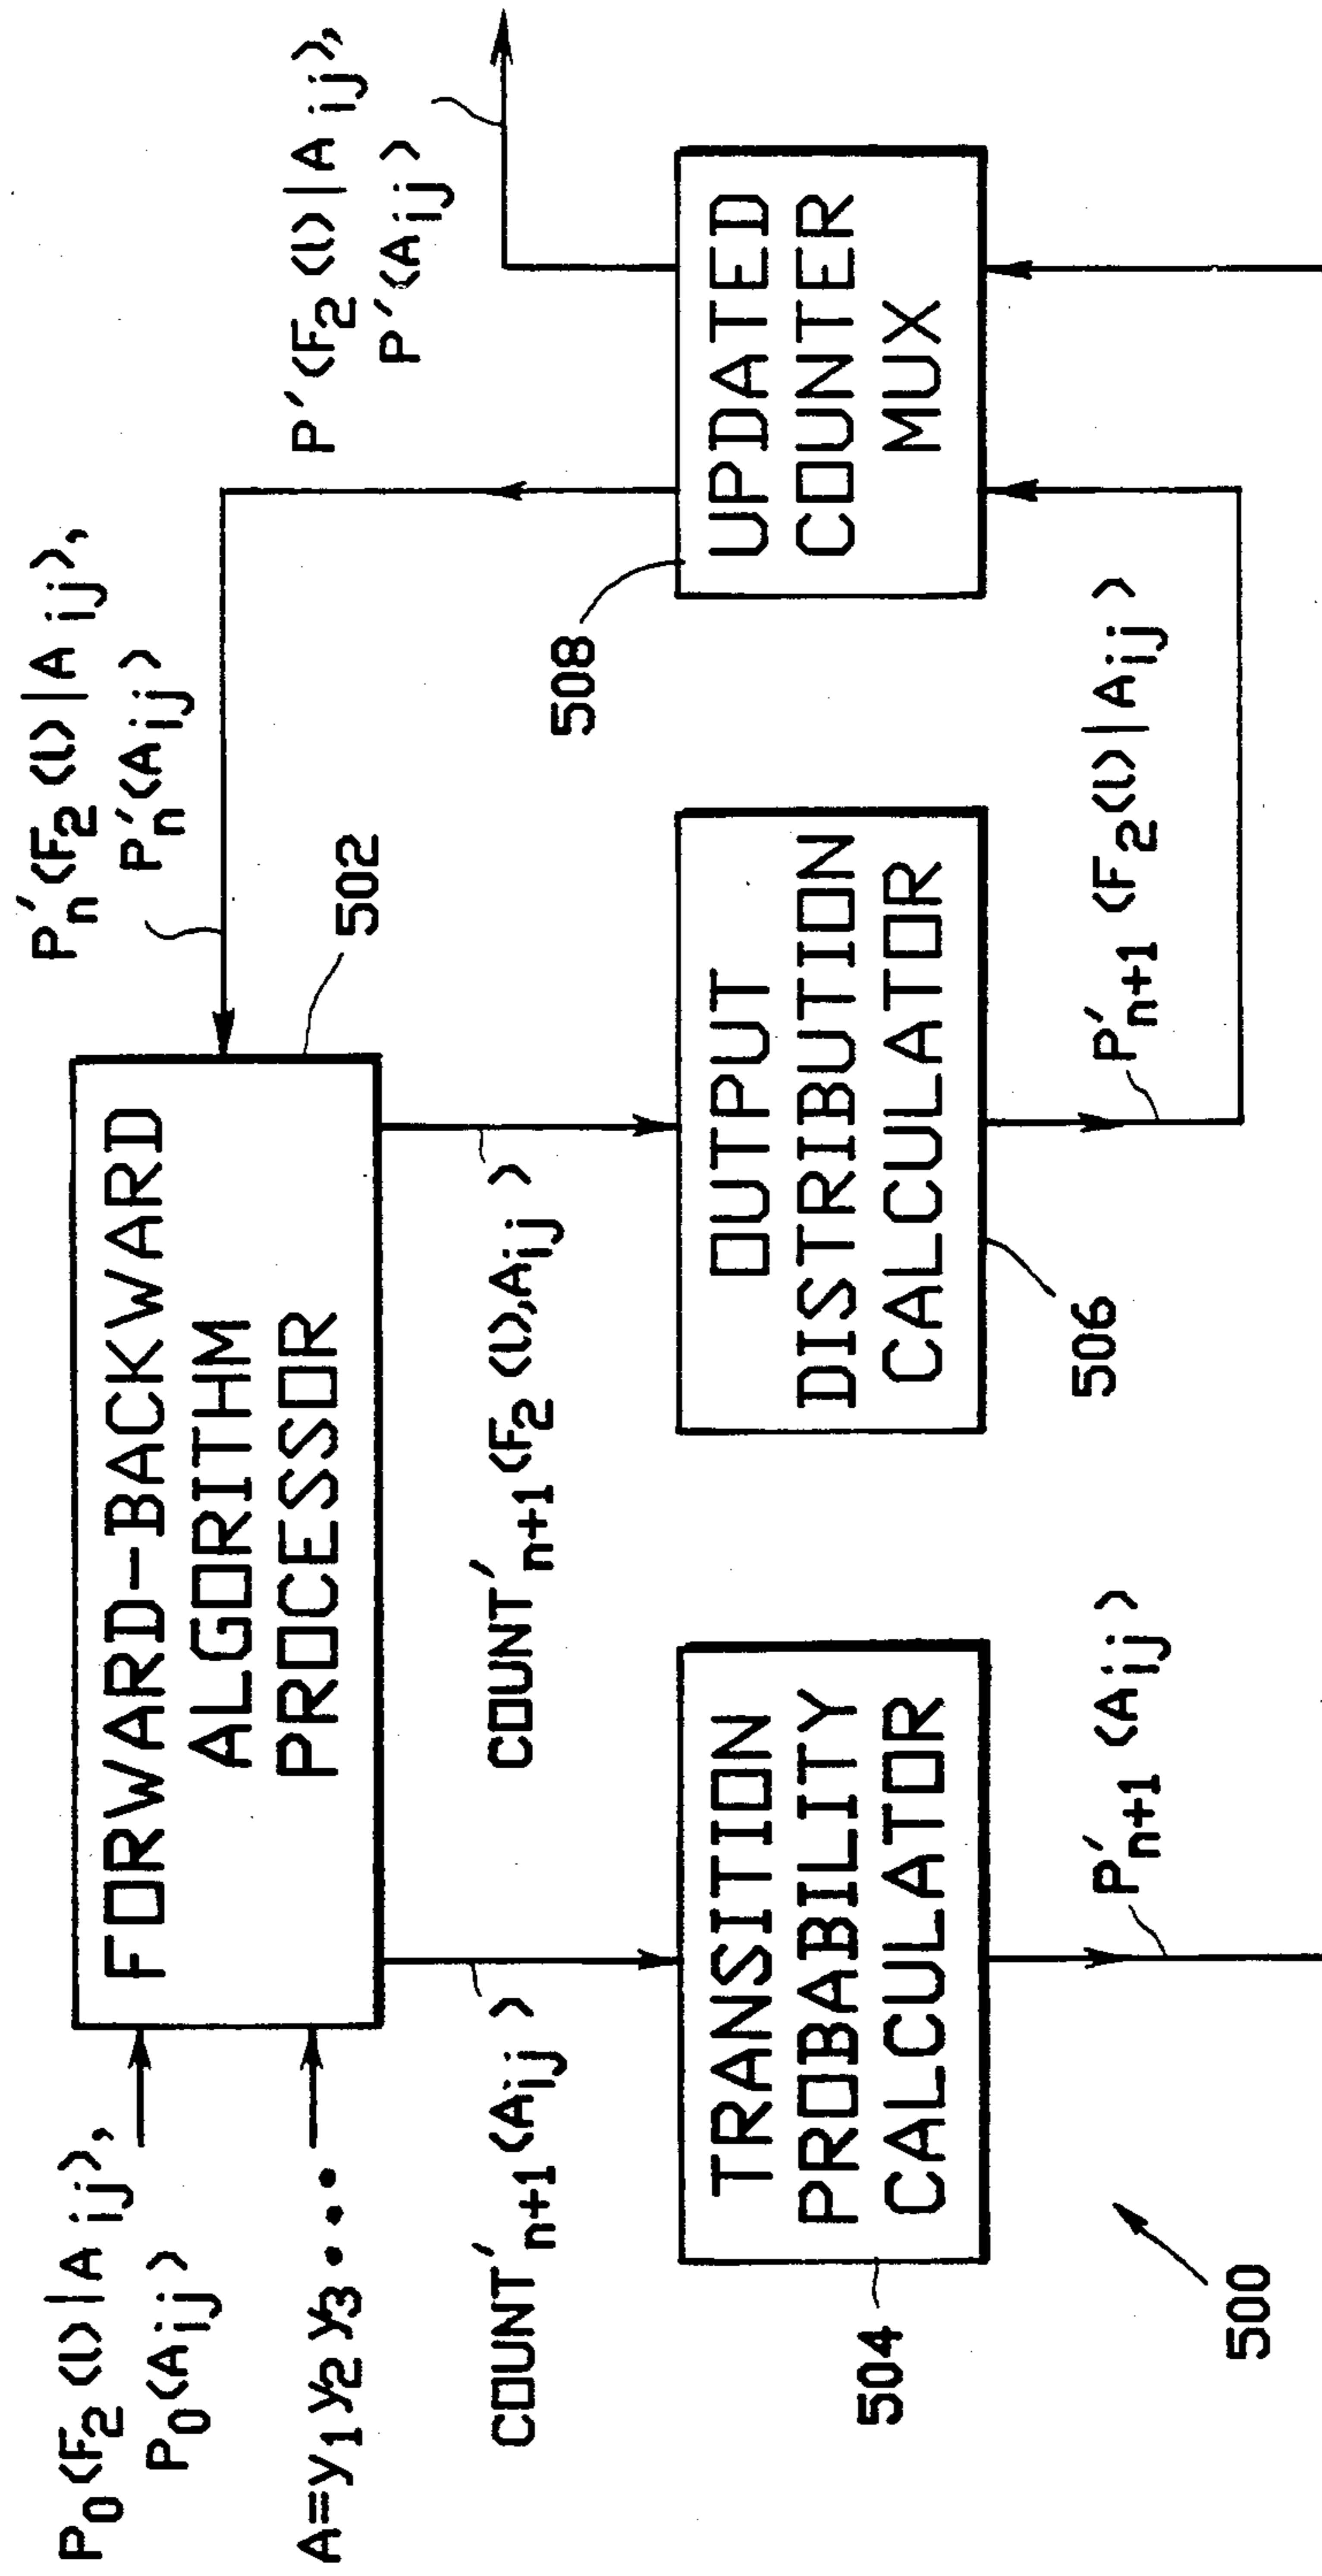 P₀(F₂(l)|Aᵢⱼ),
P₀(Aᵢⱼ)
A=y₁y₂y₃...
FORWARD-BACKWARD
ALGORITHM
PROCESSOR
502
Pₙ′(F₂(l)|Aᵢⱼ),
Pₙ′(Aᵢⱼ)
P′(F₂(l)|Aᵢⱼ),
P′(Aᵢⱼ)
COUNT′ₙ₊₁(Aᵢⱼ)
COUNT′ₙ₊₁(F₂(l),Aᵢⱼ)
508
504
TRANSITION
PROBABILITY
CALCULATOR
OUTPUT
DISTRIBUTION
CALCULATOR
506
UPDATED
COUNTER
MUX
P′ₙ₊₁(Aᵢⱼ)
P′ₙ₊₁(F₂(l)|Aᵢⱼ)
500